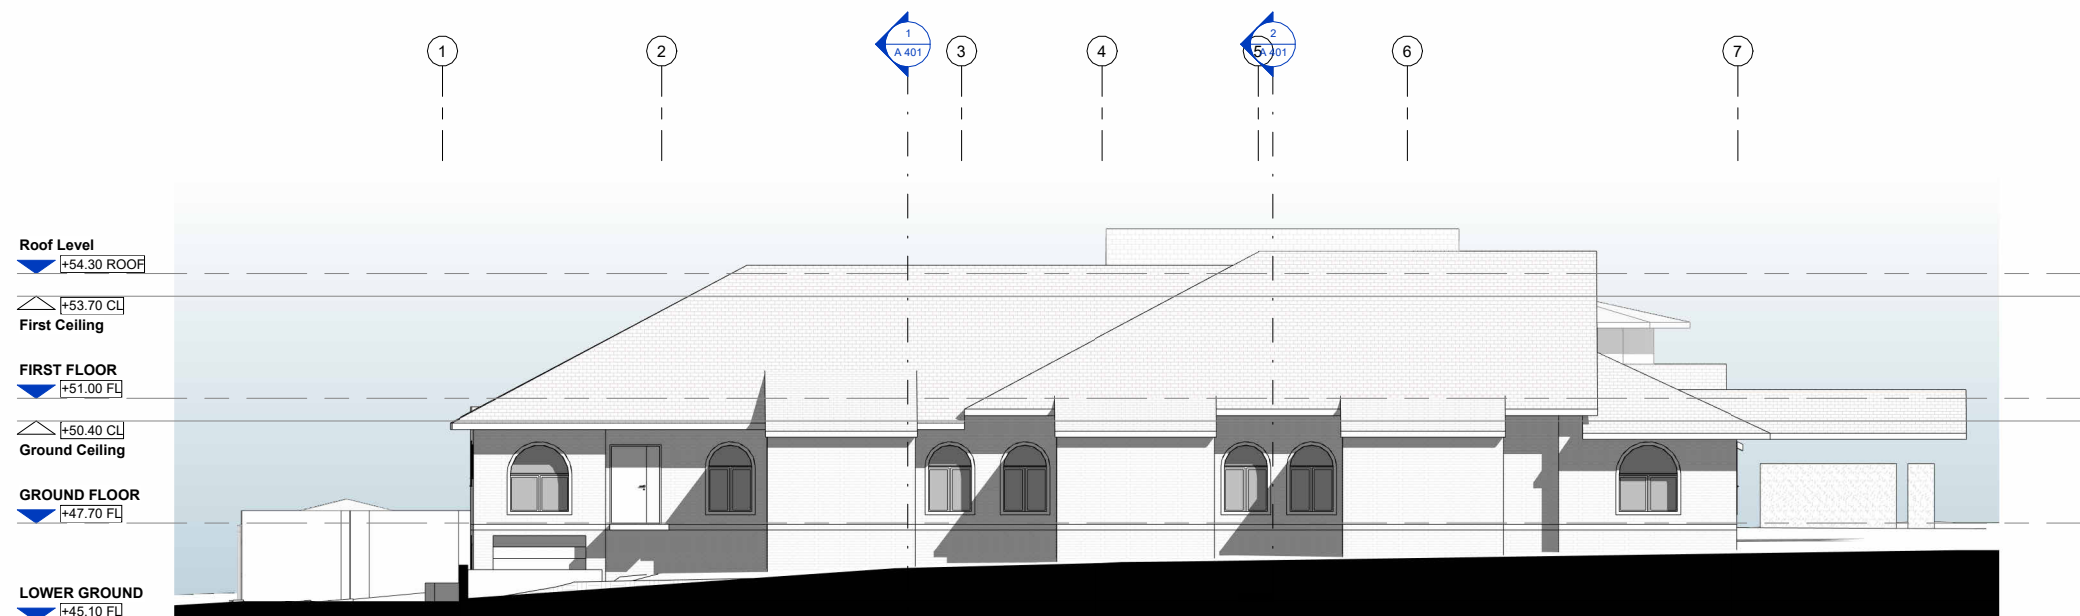 1
2
1
A 401
3
4
5
2
A 401
6
7
Roof Level
+54.30 ROOF
+53.70 CL
First Ceiling
FIRST FLOOR
+51.00 FL
+50.40 CL
Ground Ceiling
GROUND FLOOR
+47.70 FL
LOWER GROUND
+45.10 FL